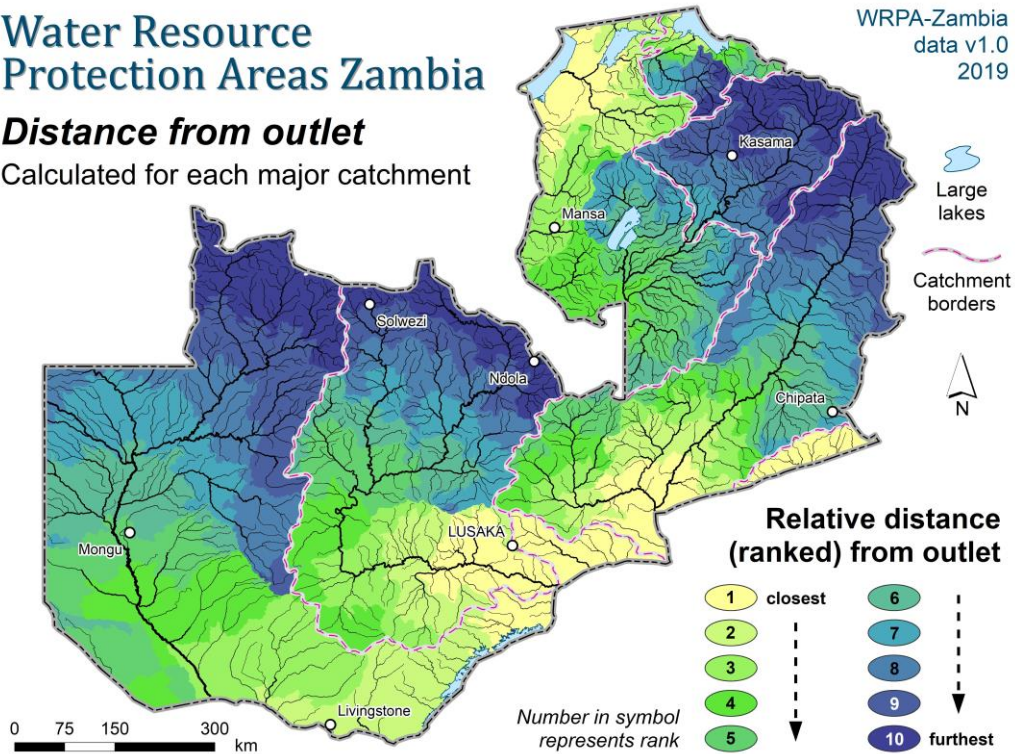 Water Resource
Protection Areas Zambia
Distance from outlet
Calculated for each major catchment
WRPA-Zambia
data v1.0
2019
Large
lakes
Catchment
borders
N
Kasama
Mansa
Solwezi
Ndola
Chipata
LUSAKA
Mongu
Livingstone
Relative distance
(ranked) from outlet
1 closest
2
3
4
5
6
7
8
9
10 furthest
Number in symbol
represents rank
0 75 150 300
km